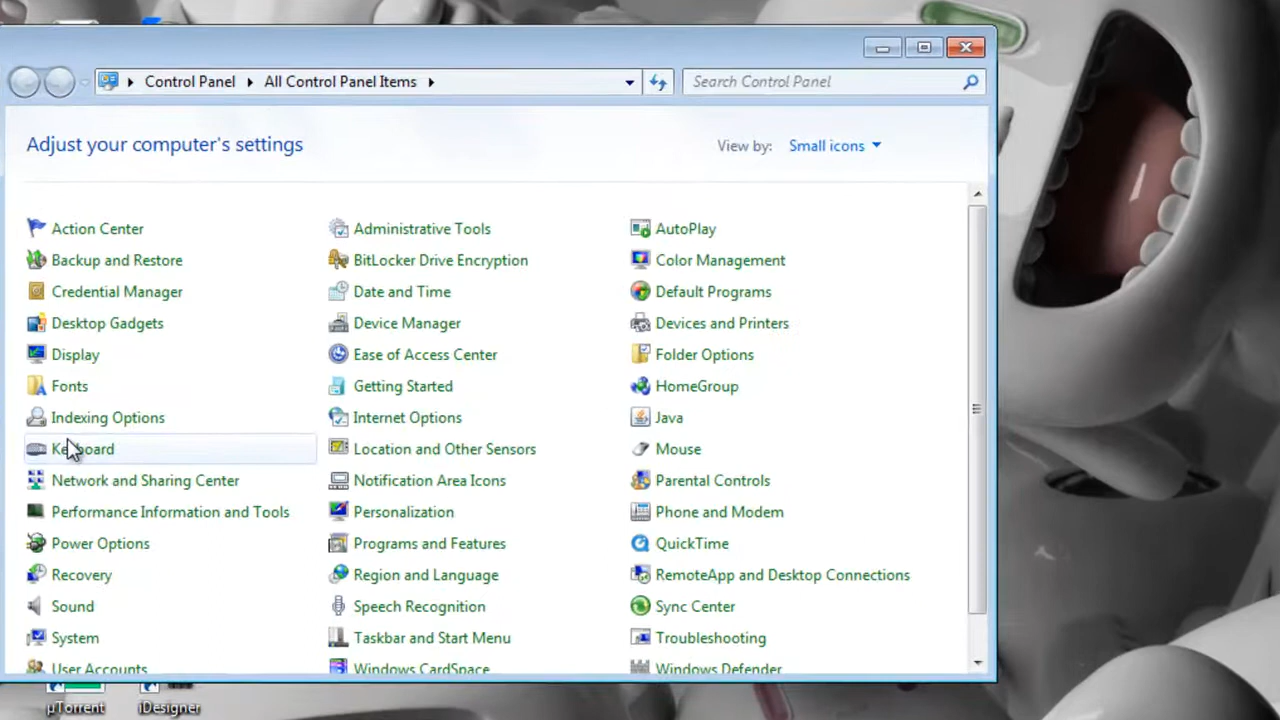 Control Panel All Control Panel Items
Search Control Panel
Adjust your computer's settings
View by: Small icons
Action Center
Administrative Tools
AutoPlay
Backup and Restore
BitLocker Drive Encryption
Color Management
Credential Manager
Date and Time
Default Programs
Desktop Gadgets
Device Manager
Devices and Printers
Display
Ease of Access Center
Folder Options
Fonts
Getting Started
HomeGroup
Indexing Options
Internet Options
Java
Keyboard
Location and Other Sensors
Mouse
Network and Sharing Center
Notification Area Icons
Parental Controls
Performance Information and Tools
Personalization
Phone and Modem
Power Options
Programs and Features
QuickTime
Recovery
Region and Language
RemoteApp and Desktop Connections
Sound
Speech Recognition
Sync Center
System
Taskbar and Start Menu
Troubleshooting
User Accounts
Windows CardSpace
Windows Defender
µTorrent
iDesigner